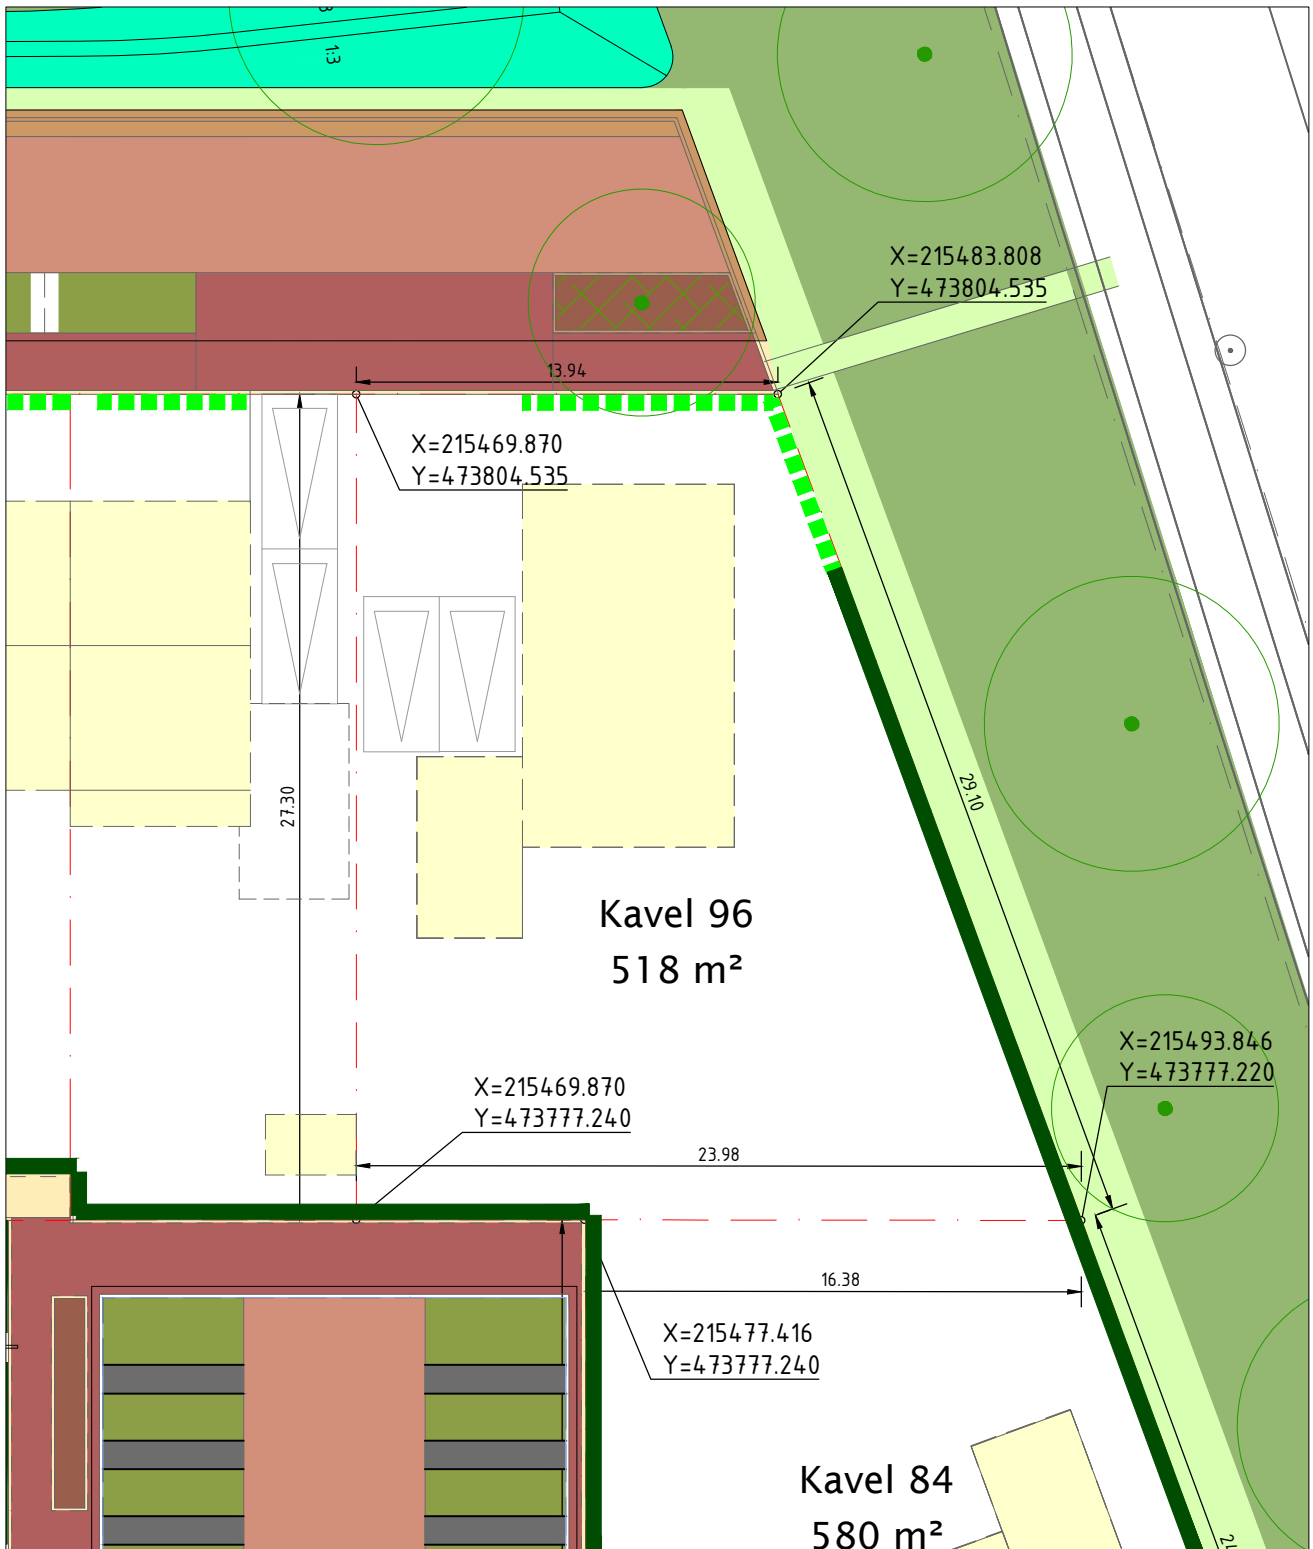 1:3
X=215483.808
Y=473804.535
13.94
X=215469.870
Y=473804.535
29.10
27.30
Kavel 96
518 m²
X=215493.846
Y=473777.220
X=215469.870
Y=473777.240
23.98
16.38
X=215477.416
Y=473777.240
Kavel 84
580 m²